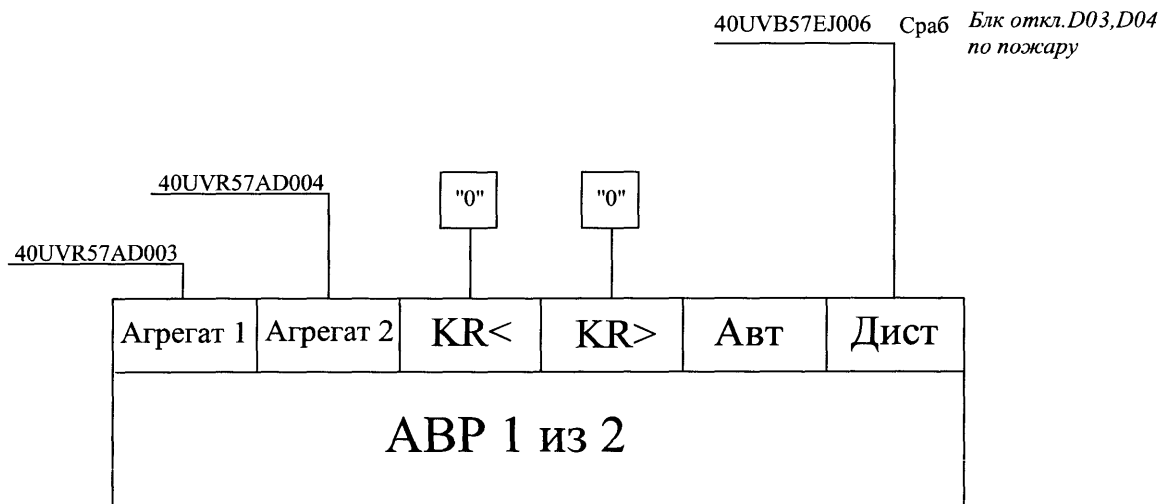 40UVB57EJ006 Сраб Блк откл.D03,D04
по пожару
40UVR57AD004
"0" "0"
40UVR57AD003
Агрегат 1 Агрегат 2 KR< KR> Авт Дист
АВР 1 из 2